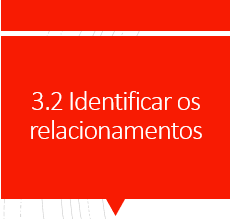 3.2 Identificar os
relacionamentos